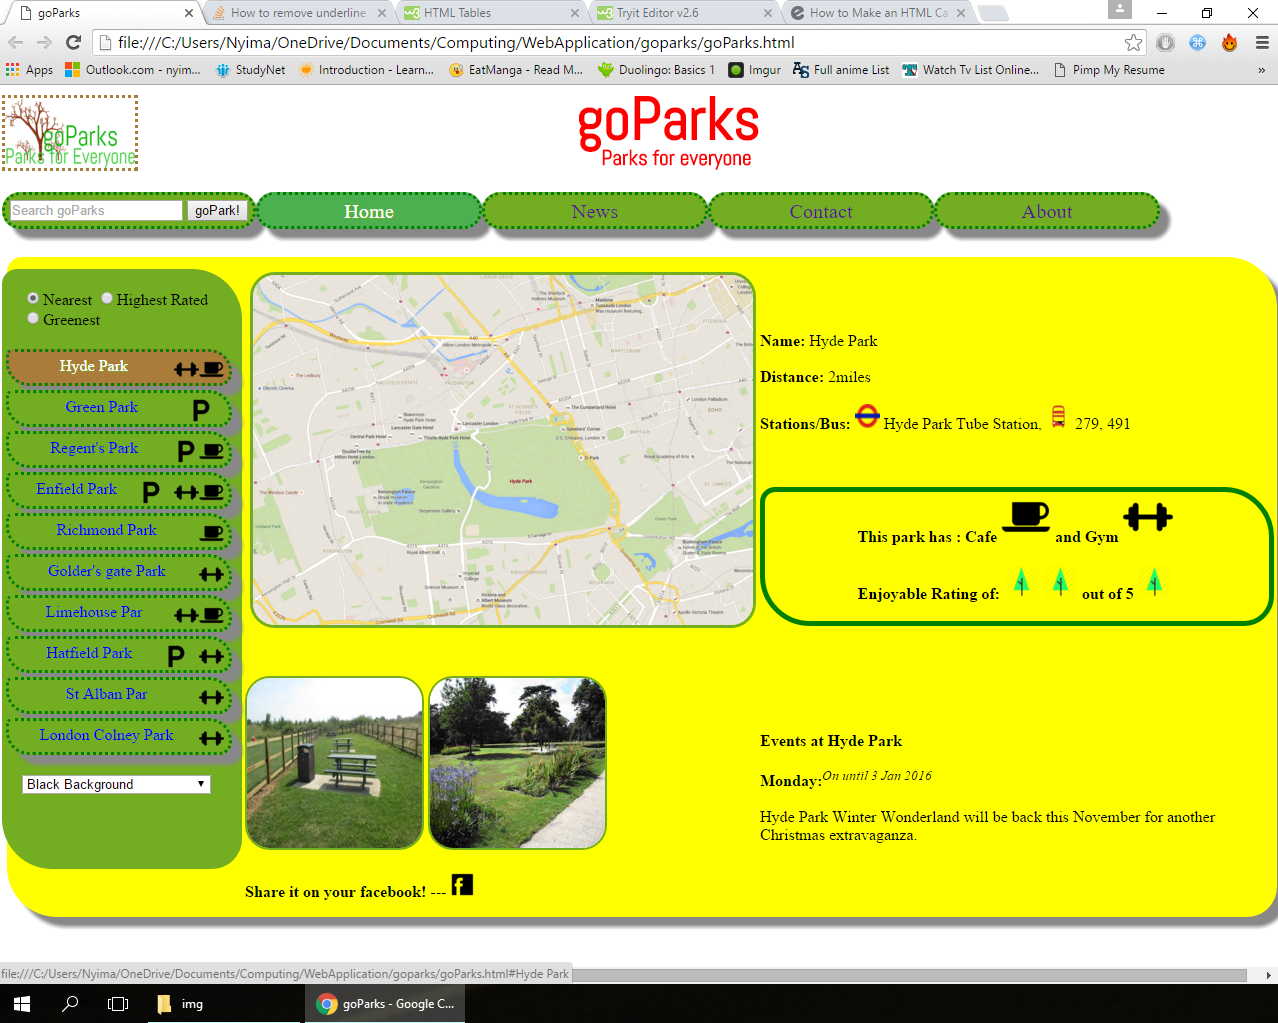 goParks
How to remove underline
HTML Tables
Tryit Editor v2.6
How to Make an HTML Ca
file:///C:/Users/Nyima/OneDrive/Documents/Computing/WebApplication/goparks/goParks.html
Apps
Outlook.com - nyim...
StudyNet
Introduction - Learn...
EatManga - Read M...
Duolingo: Basics 1
Imgur
Full anime List
Watch Tv List Online...
Pimp My Resume
»
goParks
Parks for Everyone
goParks
Parks for everyone
Search goParks
goPark!
Home
News
Contact
About
Nearest
Highest Rated
Greenest
Hyde Park
Green Park
P
Regent's Park
P
Enfield Park
P
Richmond Park
Golder's gate Park
Limehouse Par
Hatfield Park
P
St Alban Par
London Colney Park
Black Background
Hyde Park
Name: Hyde Park
Distance: 2miles
Stations/Bus: Hyde Park Tube Station, 279, 491
This park has : Cafe and Gym
Enjoyable Rating of: out of 5
Events at Hyde Park
Monday:On until 3 Jan 2016
Hyde Park Winter Wonderland will be back this November for another
Christmas extravaganza.
Share it on your facebook! ---
file:///C:/Users/Nyima/OneDrive/Documents/Computing/WebApplication/goparks/goParks.html#Hyde Park
img
goParks - Google C...